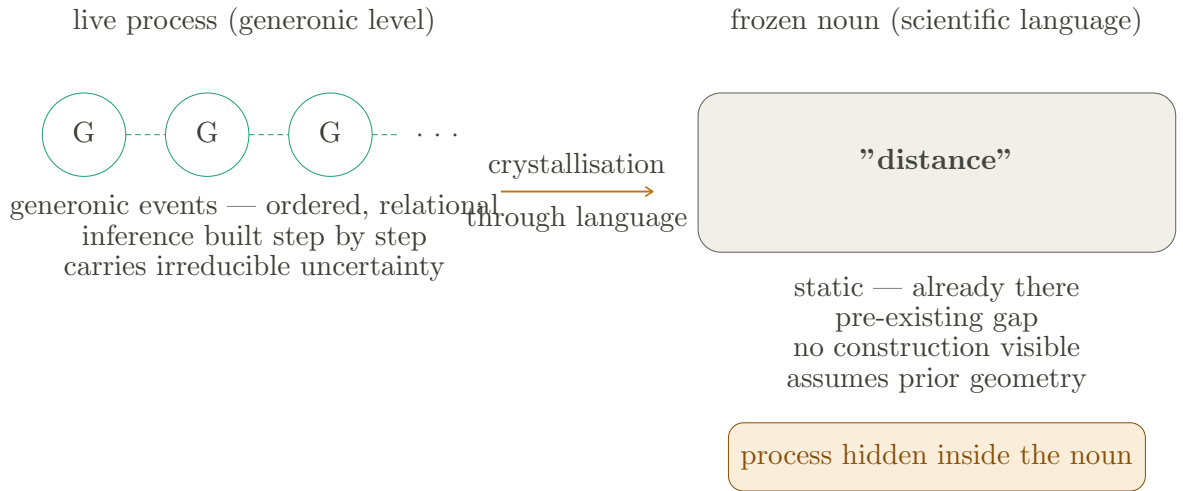 live process (generonic level)
frozen noun (scientific language)
G G G · · ·
generonic events — ordered, relational
inference built step by step
carries irreducible uncertainty
crystallisation
through language
”distance”
static — already there
pre-existing gap
no construction visible
assumes prior geometry
process hidden inside the noun